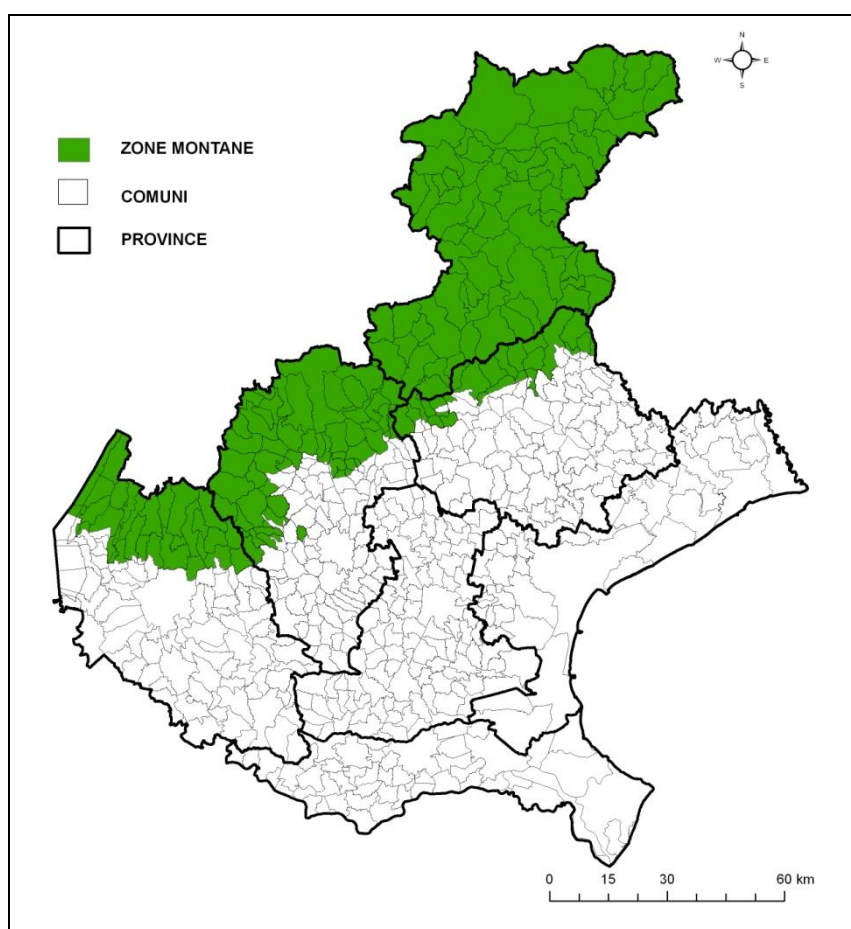 N
W E
S
ZONE MONTANE
COMUNI
PROVINCE
0 15 30 60 km